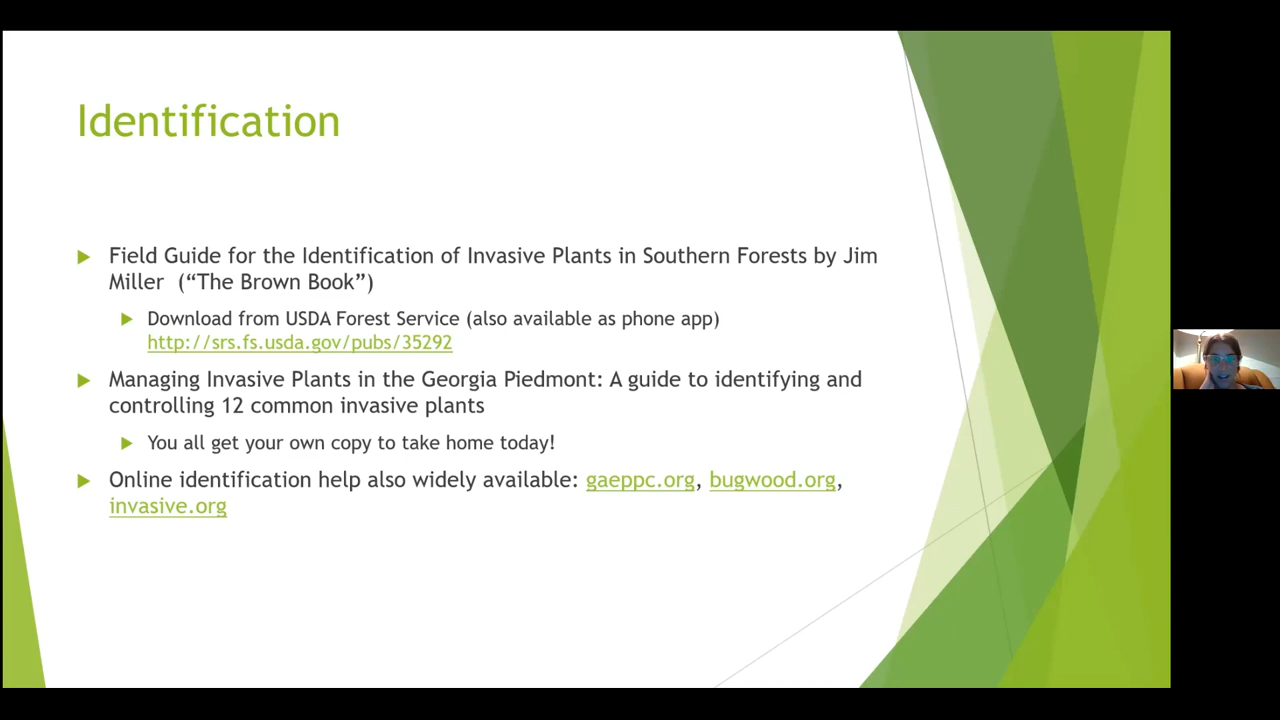 Identification
Field Guide for the Identification of Invasive Plants in Southern Forests by Jim
Miller ("The Brown Book")
Download from USDA Forest Service (also available as phone app)
http://srs.fs.usda.gov/pubs/35292
Managing Invasive Plants in the Georgia Piedmont: A guide to identifying and
controlling 12 common invasive plants
You all get your own copy to take home today!
Online identification help also widely available: gaeppc.org, bugwood.org,
invasive.org